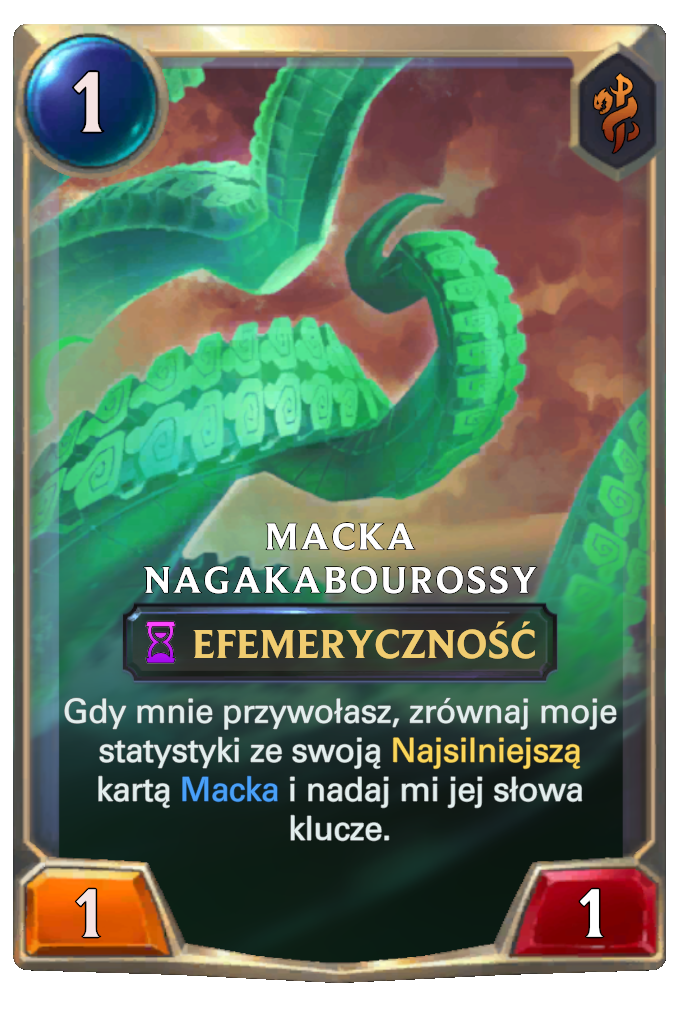 1
MACKA
NAGAKABOUROSSY
EFEMERYCZNOŚĆ
Gdy mnie przywołasz, zrównaj moje
statystyki ze swoją Najsilniejszą
kartą Macka i nadaj mi jej słowa
klucze.
1
1